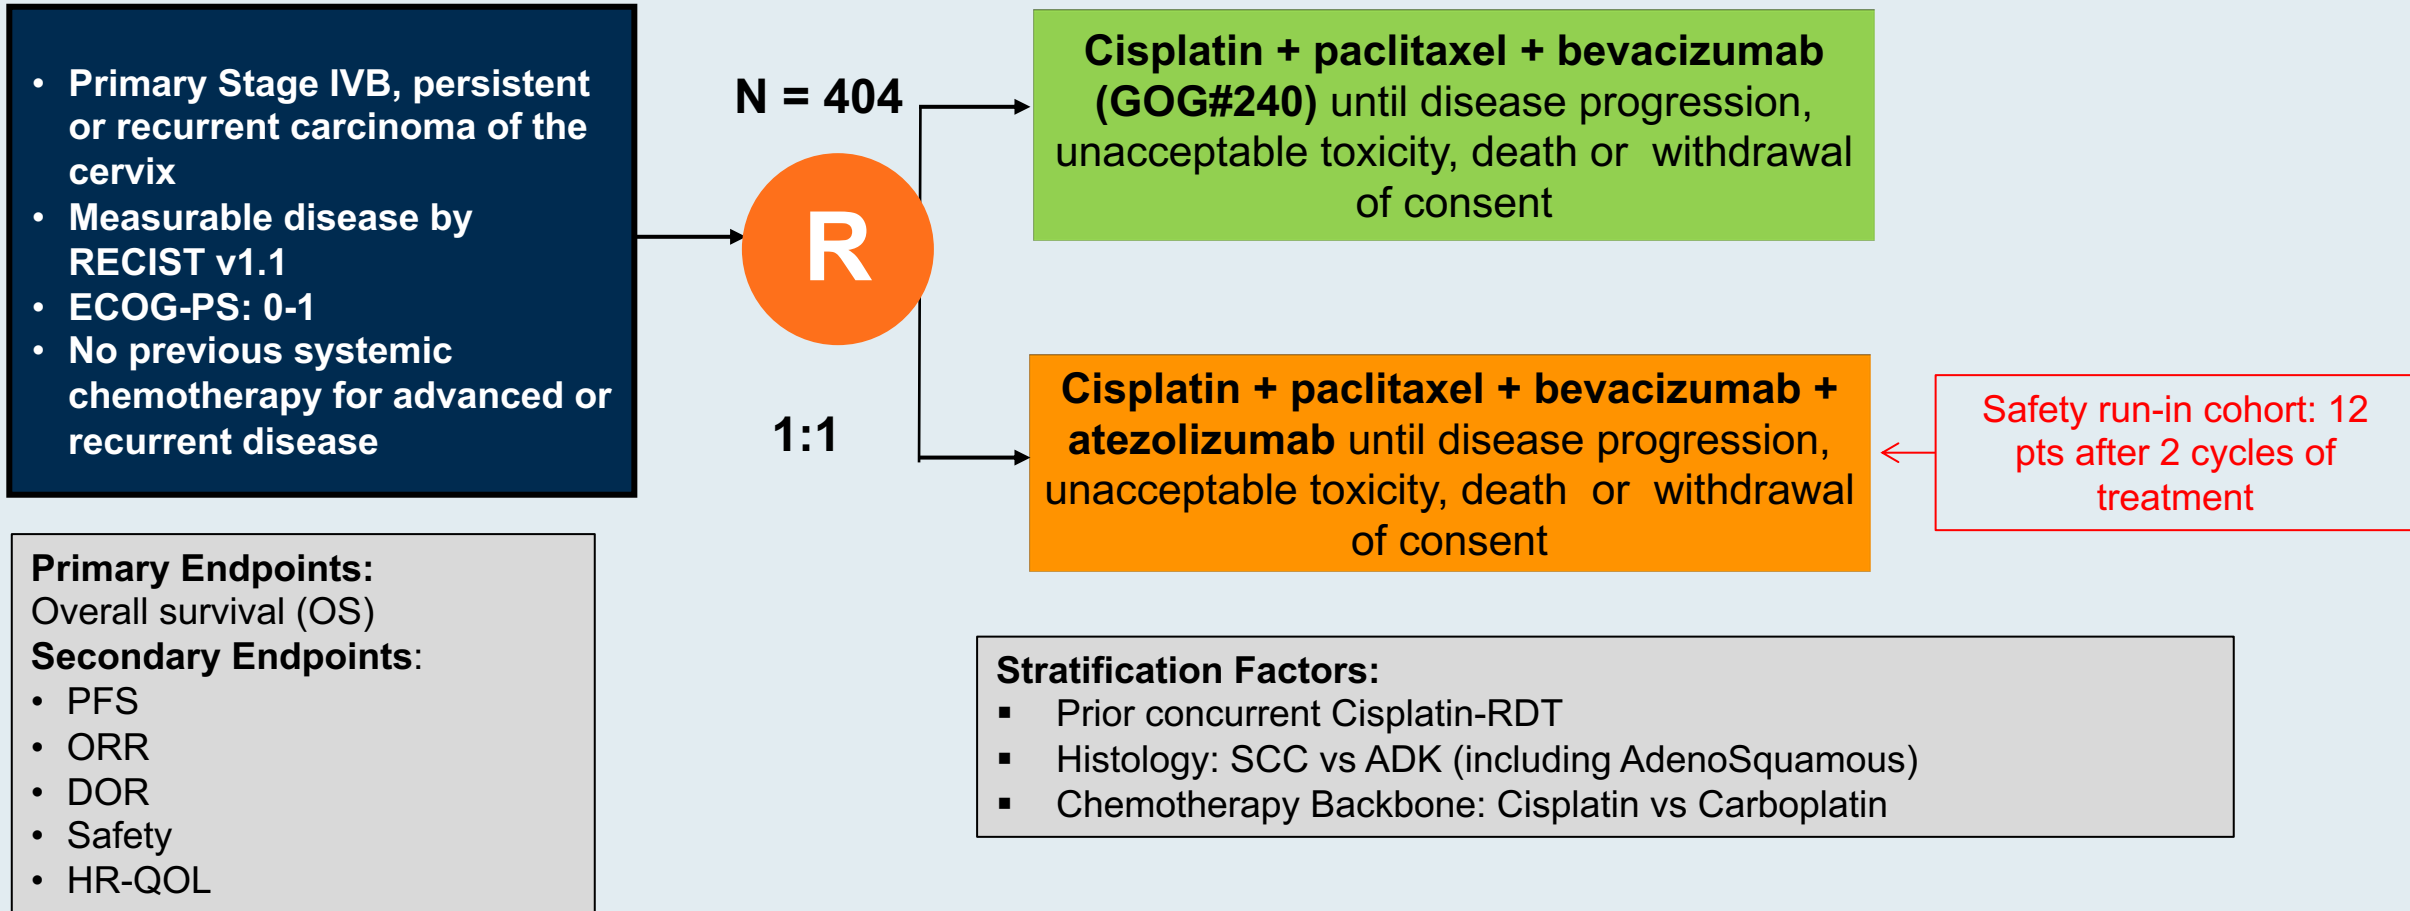 • Primary Stage IVB, persistent
or recurrent carcinoma of the
cervix
• Measurable disease by
RECIST v1.1
• ECOG-PS: 0-1
• No previous systemic
chemotherapy for advanced or
recurrent disease
N = 404
R
1:1
Cisplatin + paclitaxel + bevacizumab
(GOG#240) until disease progression,
unacceptable toxicity, death or withdrawal
of consent
Cisplatin + paclitaxel + bevacizumab +
atezolizumab until disease progression,
unacceptable toxicity, death or withdrawal
of consent
Safety run-in cohort: 12
pts after 2 cycles of
treatment
Primary Endpoints:
Overall survival (OS)
Secondary Endpoints:
• PFS
• ORR
• DOR
• Safety
• HR-QOL
Stratification Factors:
▪ Prior concurrent Cisplatin-RDT
▪ Histology: SCC vs ADK (including AdenoSquamous)
▪ Chemotherapy Backbone: Cisplatin vs Carboplatin